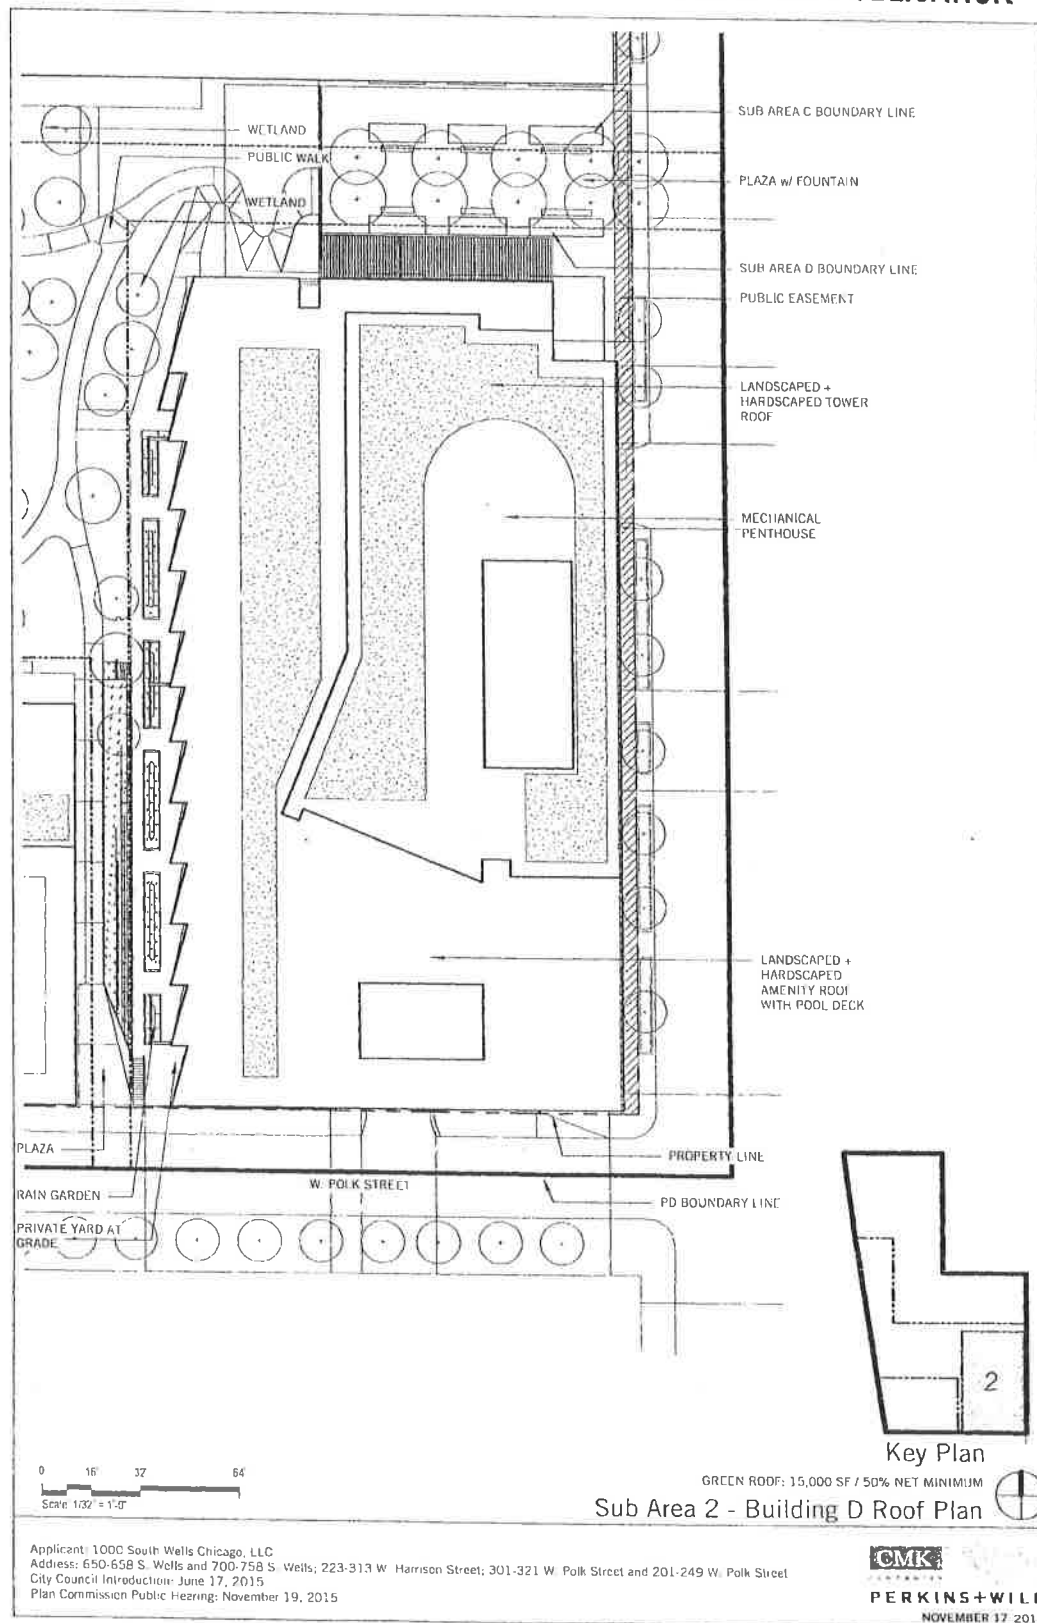 WETLAND
PUBLIC WALK
WETLAND
SUB AREA C BOUNDARY LINE
PLAZA w/ FOUNTAIN
SUB AREA D BOUNDARY LINE
PUBLIC EASEMENT
LANDSCAPED +
HARDSCAPED TOWER
ROOF
MECHANICAL
PENTHOUSE
LANDSCAPED +
HARDSCAPED
AMENITY ROOF
WITH POOL DECK
PLAZA
PROPERTY LINE
RAIN GARDEN
W. POLK STREET
PD BOUNDARY LINE
PRIVATE YARD AT
GRADE
2
Key Plan
0 16' 32' 64'
Scale 1/32" = 1'-0"
GREEN ROOF: 15,000 SF / 50% NET MINIMUM
Sub Area 2 - Building D Roof Plan
Applicant: 1000 South Wells Chicago, LLC
Address: 650-658 S. Wells and 700-758 S. Wells; 223-313 W. Harrison Street; 301-321 W. Polk Street and 201-249 W. Polk Street
City Council Introduction: June 17, 2015
Plan Commission Public Hearing: November 19, 2015
CMK
PERKINS+WILL
NOVEMBER 17 201